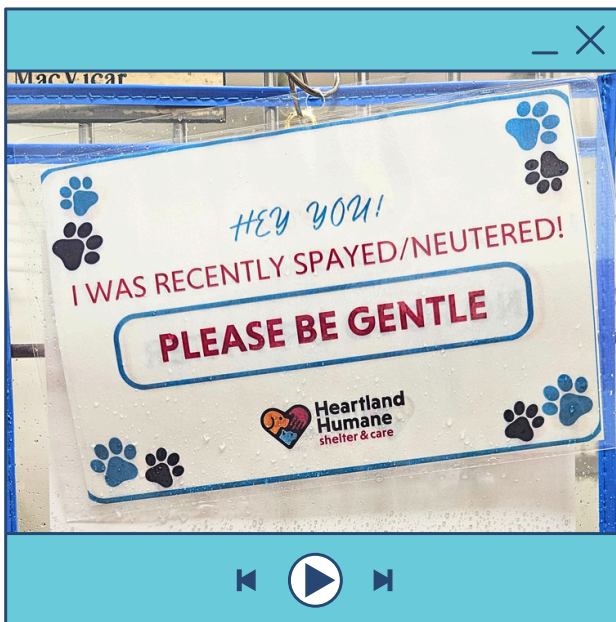 MacVicar
HEY YOU!
I WAS RECENTLY SPAYED/NEUTERED!
PLEASE BE GENTLE
Heartland
Humane
shelter & care